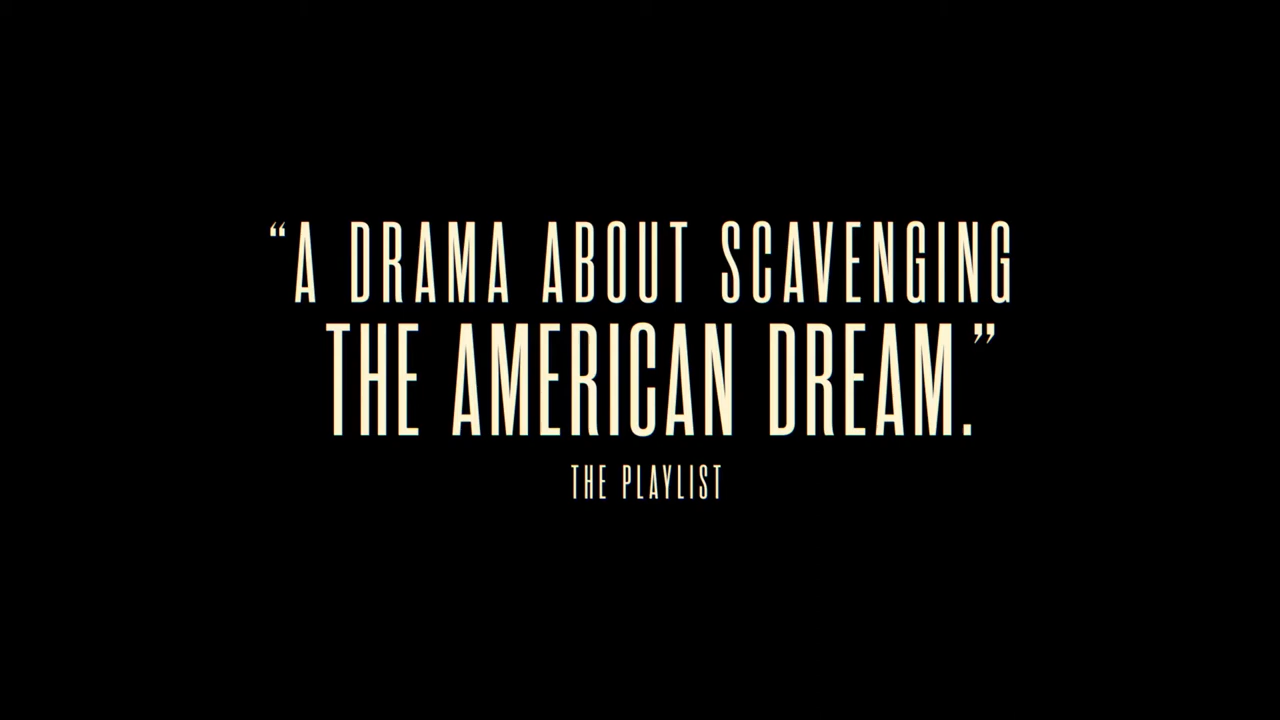 “A DRAMA ABOUT SCAVENGING
THE AMERICAN DREAM.”
THE PLAYLIST